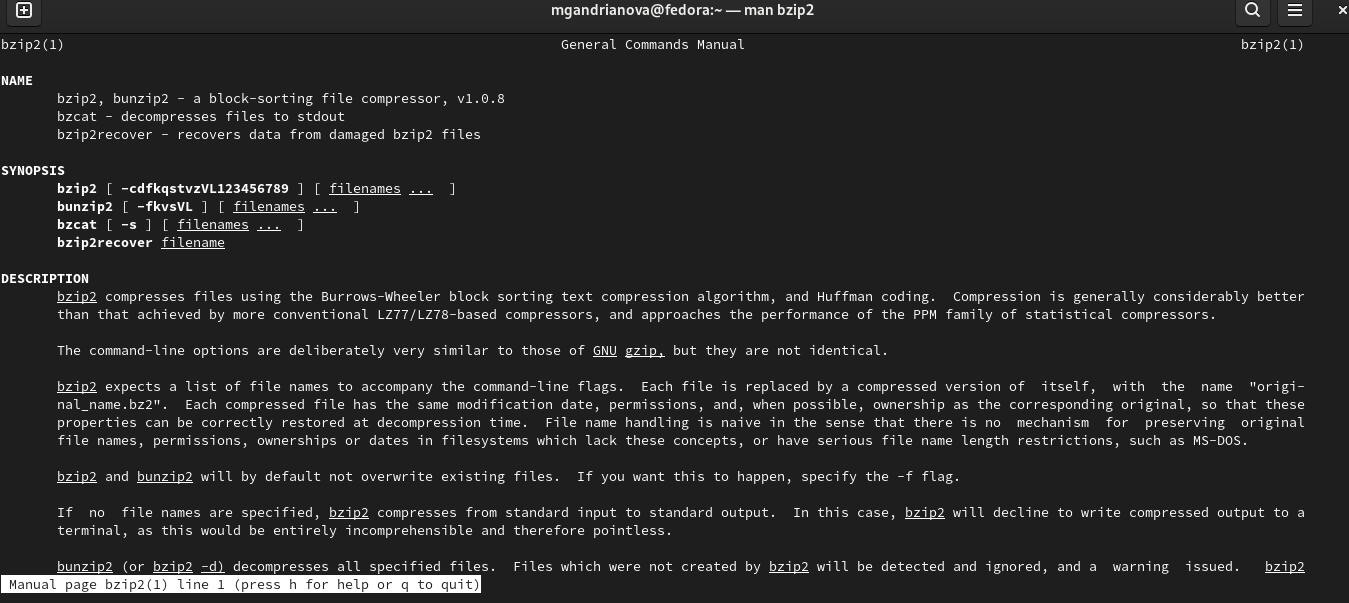 mgandrianova@fedora:~ — man bzip2
bzip2(1) General Commands Manual bzip2(1)
NAME
bzip2, bunzip2 - a block-sorting file compressor, v1.0.8
bzcat - decompresses files to stdout
bzip2recover - recovers data from damaged bzip2 files
SYNOPSIS
bzip2 [ -cdfkqstvzVL123456789 ] [ filenames ... ]
bunzip2 [ -fkvsVL ] [ filenames ... ]
bzcat [ -s ] [ filenames ... ]
bzip2recover filename
DESCRIPTION
bzip2 compresses files using the Burrows-Wheeler block sorting text compression algorithm, and Huffman coding.  Compression is generally considerably better
than that achieved by more conventional LZ77/LZ78-based compressors, and approaches the performance of the PPM family of statistical compressors.
The command-line options are deliberately very similar to those of GNU gzip, but they are not identical.
bzip2 expects a list of file names to accompany the command-line flags.  Each file is replaced by a compressed version of  itself,  with  the  name  "origi-
nal_name.bz2".  Each compressed file has the same modification date, permissions, and, when possible, ownership as the corresponding original, so that these
properties can be correctly restored at decompression time.  File name handling is naive in the sense that there is no  mechanism  for  preserving  original
file names, permissions, ownerships or dates in filesystems which lack these concepts, or have serious file name length restrictions, such as MS-DOS.
bzip2 and bunzip2 will by default not overwrite existing files.  If you want this to happen, specify the -f flag.
If  no  file names are specified, bzip2 compresses from standard input to standard output.  In this case, bzip2 will decline to write compressed output to a
terminal, as this would be entirely incomprehensible and therefore pointless.
bunzip2 (or bzip2 -d) decompresses all specified files.  Files which were not created by bzip2 will be detected and ignored, and a  warning  issued.   bzip2
Manual page bzip2(1) line 1 (press h for help or q to quit)